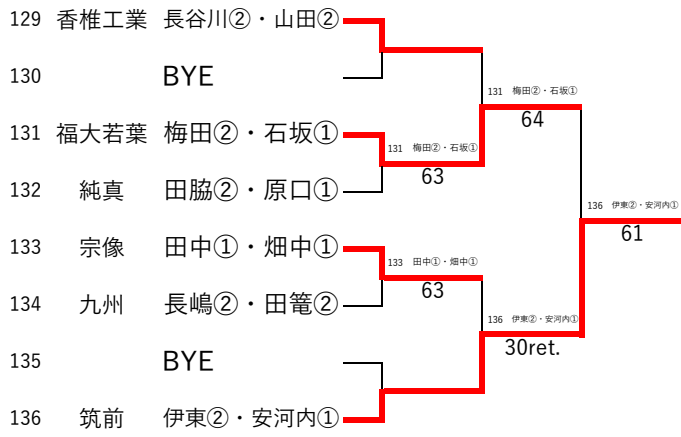 129 香椎工業 長谷川②・山田②
130 BYE
131 梅田②・石坂①
64
131 福大若葉 梅田②・石坂①
131 梅田②・石坂①
63
132 純真 田脇②・原口①
136 伊東②・安河内①
61
133 宗像 田中①・畑中①
133 田中①・畑中①
63
134 九州 長嶋②・田篭②
136 伊東②・安河内①
30ret.
135 BYE
136 筑前 伊東②・安河内①